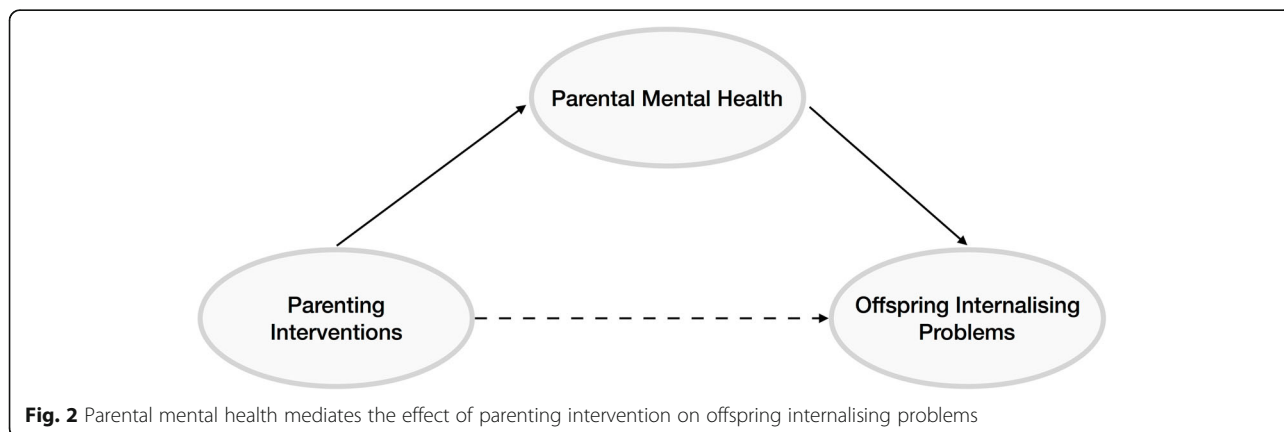 Parental Mental Health
Parenting
Interventions
Offspring Internalising
Problems
Fig. 2 Parental mental health mediates the effect of parenting intervention on offspring internalising problems